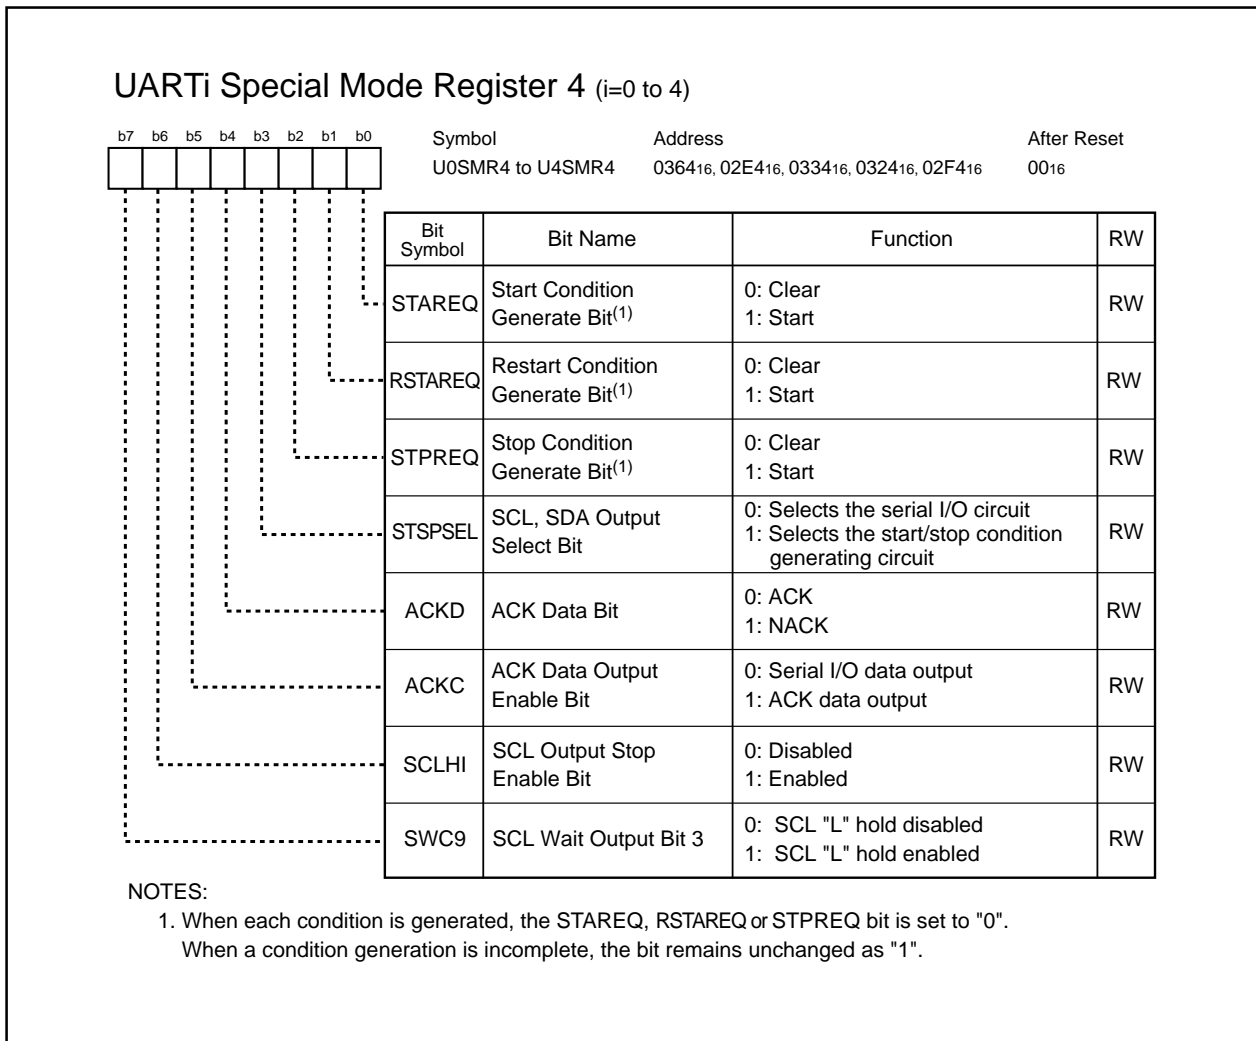 UARTi Special Mode Register 4 (i=0 to 4)
b7 b6 b5 b4 b3 b2 b1 b0
Symbol Address After Reset
U0SMR4 to U4SMR4 036416, 02E416, 033416, 032416, 02F416 0016
Bit Symbol Bit Name Function RW
STAREQ Start Condition Generate Bit(1) 0: Clear 1: Start RW
RSTAREQ Restart Condition Generate Bit(1) 0: Clear 1: Start RW
STPREQ Stop Condition Generate Bit(1) 0: Clear 1: Start RW
STSPSEL SCL, SDA Output Select Bit 0: Selects the serial I/O circuit 1: Selects the start/stop condition generating circuit RW
ACKD ACK Data Bit 0: ACK 1: NACK RW
ACKC ACK Data Output Enable Bit 0: Serial I/O data output 1: ACK data output RW
SCLHI SCL Output Stop Enable Bit 0: Disabled 1: Enabled RW
SWC9 SCL Wait Output Bit 3 0: SCL "L" hold disabled 1: SCL "L" hold enabled RW
NOTES:
1. When each condition is generated, the STAREQ, RSTAREQ or STPREQ bit is set to "0".
When a condition generation is incomplete, the bit remains unchanged as "1".